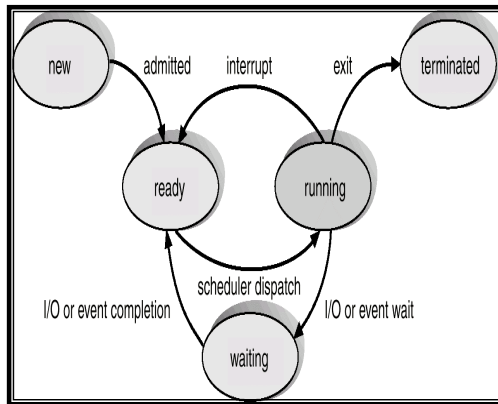 new
terminated
admitted
interrupt
exit
ready
running
scheduler dispatch
I/O or event completion
I/O or event wait
waiting